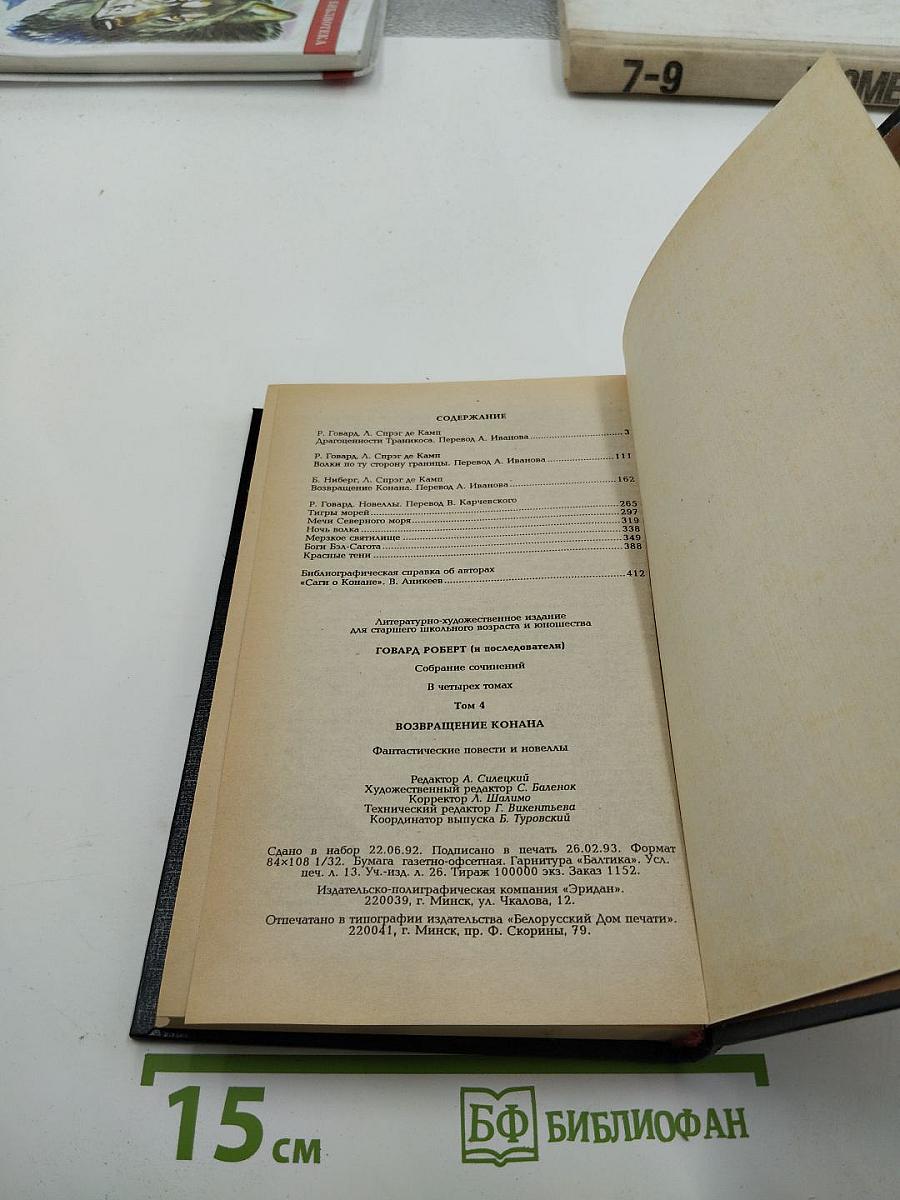 БИБЛИОТЕКА
7-9
СОДЕРЖАНИЕ
Р. Говард, Л. Спрэг де Камп
Драгоценности Траникоса. Перевод А. Иванова 3
Р. Говард, Л. Спрэг де Камп
Волки по ту сторону границы. Перевод А. Иванова 111
Б. Ниберг, Л. Спрэг де Камп
Возвращение Конана. Перевод А. Иванова 162
Р. Говард. Новеллы. Перевод В. Карчевского
Тигры морей 265
Мечи Северного моря 297
Ночь волка 319
Мерзкое святилище 338
Боги Бэл-Сагота 349
Красные тени 388
Библиографическая справка об авторах
«Саги о Конане». В. Аникеев 412
Литературно-художественное издание
для старшего школьного возраста и юношества
ГОВАРД РОБЕРТ (и последователи)
Собрание сочинений
В четырех томах
Том 4
ВОЗВРАЩЕНИЕ КОНАНА
Фантастические повести и новеллы
Редактор А. Силецкий
Художественный редактор С. Баленок
Корректор Л. Шалимо
Технический редактор Г. Викентьева
Координатор выпуска Б. Туровский
Сдано в набор 22.06.92. Подписано в печать 26.02.93. Формат
84×108 1/32. Бумага газетно-офсетная. Гарнитура «Балтика». Усл.
печ. л. 13. Уч.-изд. л. 26. Тираж 100000 экз. Заказ 1152.
Издательско-полиграфическая компания «Эридан».
220039, г. Минск, ул. Чкалова, 12.
Отпечатано в типографии издательства «Белорусский Дом печати».
220041, г. Минск, пр. Ф. Скорины, 79.
15 см
БФ БИБЛИОФАН